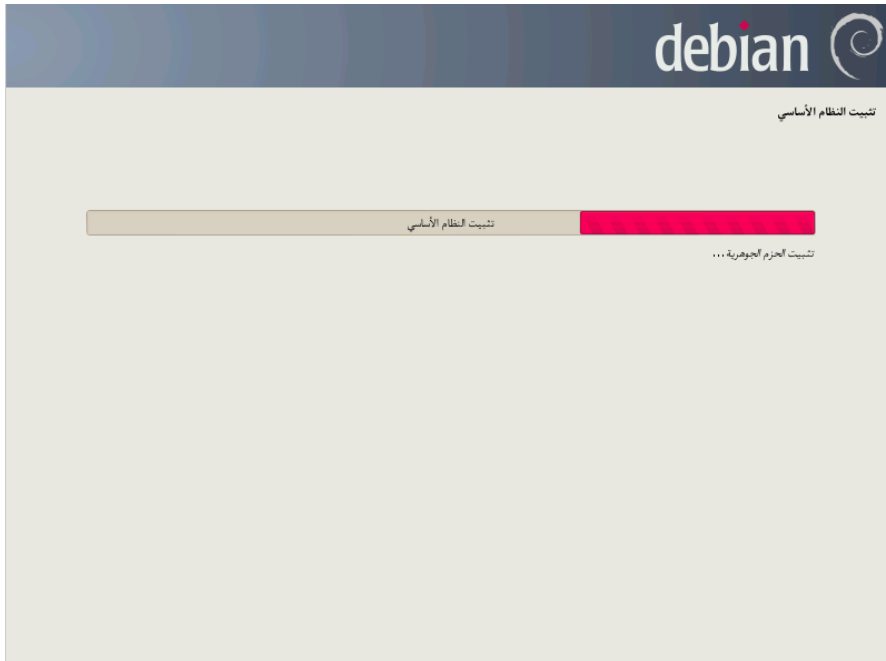 debian
تثبيت النظام الأساسي
تثبيت النظام الأساسي
تثبيت الحزم الجوهرية ...